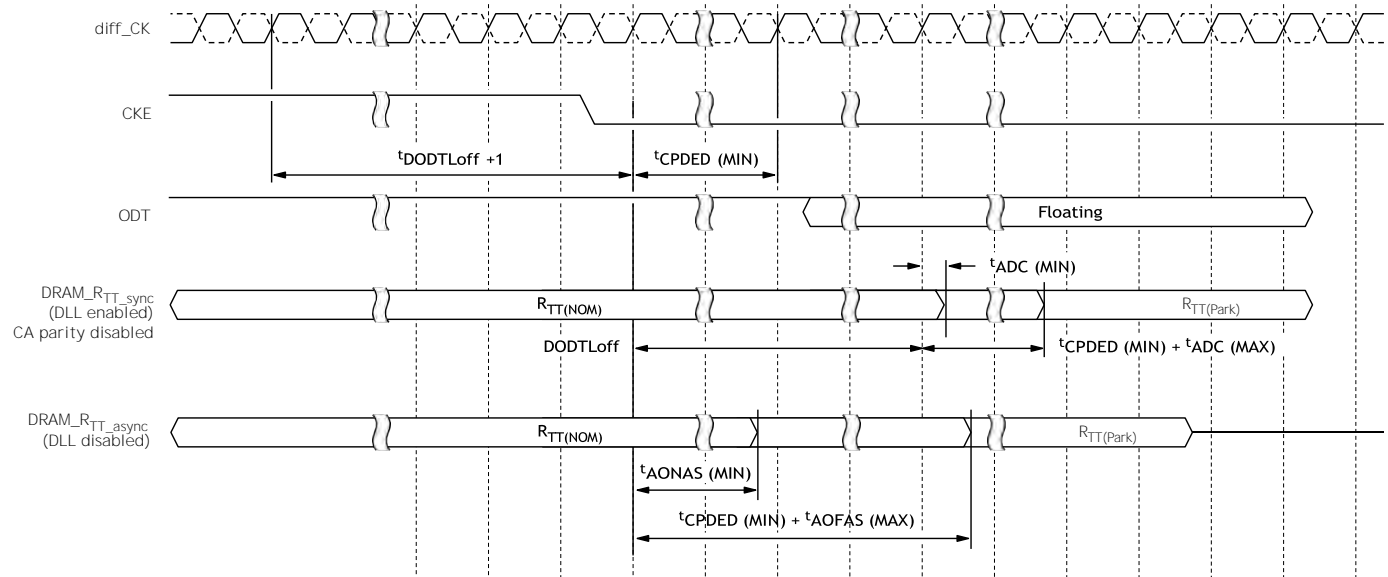 diff_CK
CKE
tDODTLoff +1
tCPDED (MIN)
ODT
Floating
tADC (MIN)
DRAM_RTT_sync
(DLL enabled)
CA parity disabled
RTT(NOM)
RTT(Park)
DODTLoff
tCPDED (MIN) + tADC (MAX)
DRAM_RTT_async
(DLL disabled)
RTT(NOM)
RTT(Park)
tAONAS (MIN)
tCPDED (MIN) + tAOFAS (MAX)